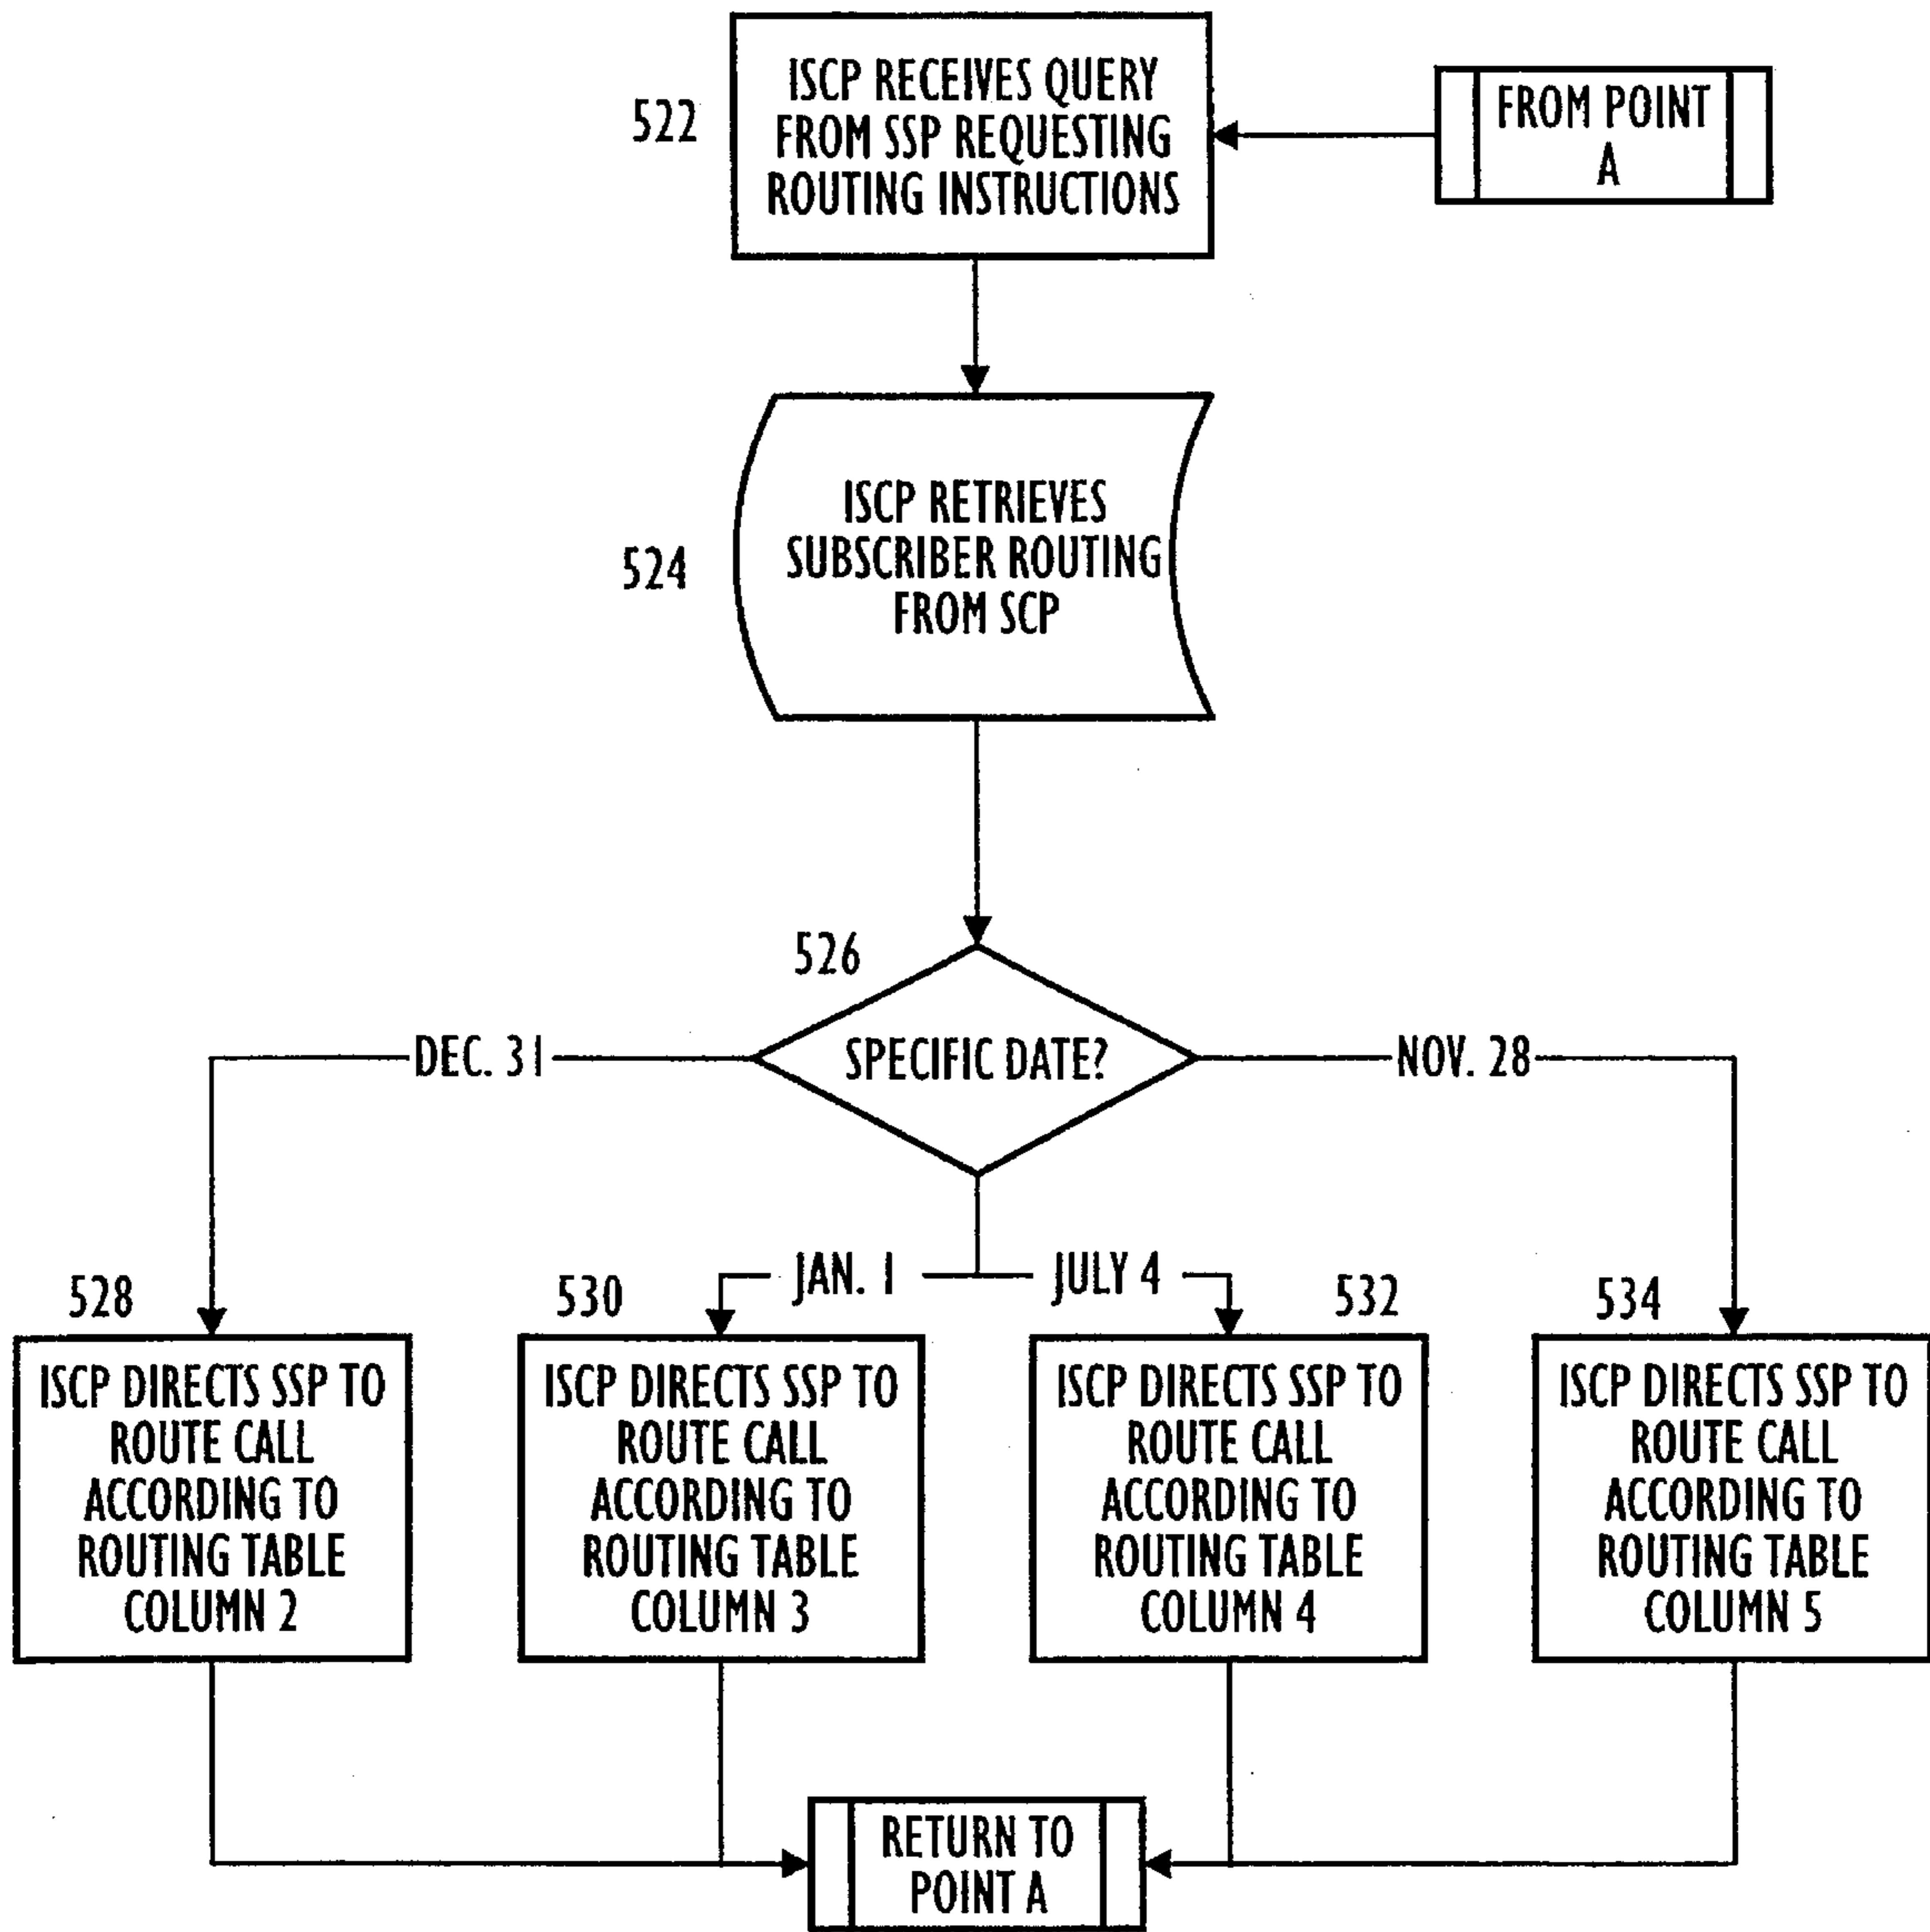 522
ISCP RECEIVES QUERY
FROM SSP REQUESTING
ROUTING INSTRUCTIONS
FROM POINT
A
524
ISCP RETRIEVES
SUBSCRIBER ROUTING
FROM SCP
526
SPECIFIC DATE?
DEC. 31
NOV. 28
JAN. 1
JULY 4
528
ISCP DIRECTS SSP TO
ROUTE CALL
ACCORDING TO
ROUTING TABLE
COLUMN 2
530
ISCP DIRECTS SSP TO
ROUTE CALL
ACCORDING TO
ROUTING TABLE
COLUMN 3
532
ISCP DIRECTS SSP TO
ROUTE CALL
ACCORDING TO
ROUTING TABLE
COLUMN 4
534
ISCP DIRECTS SSP TO
ROUTE CALL
ACCORDING TO
ROUTING TABLE
COLUMN 5
RETURN TO
POINT A